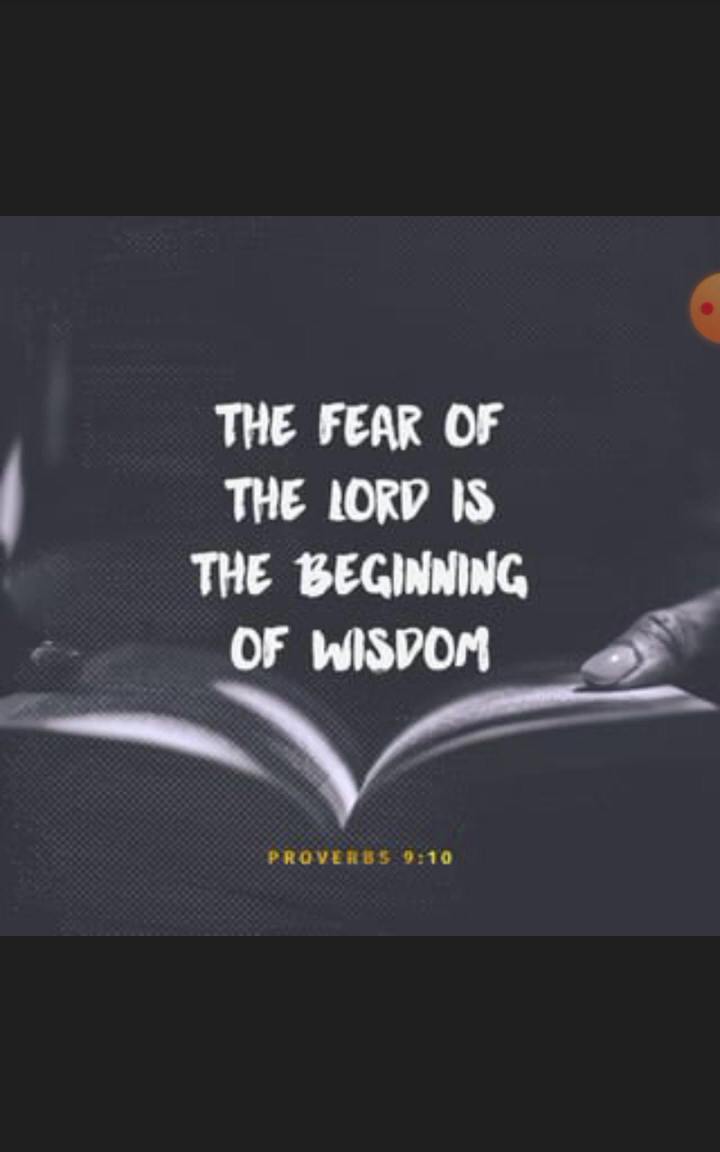 THE FEAR OF
THE LORD IS
THE BEGINNING
OF WISDOM
PROVERBS 9:10